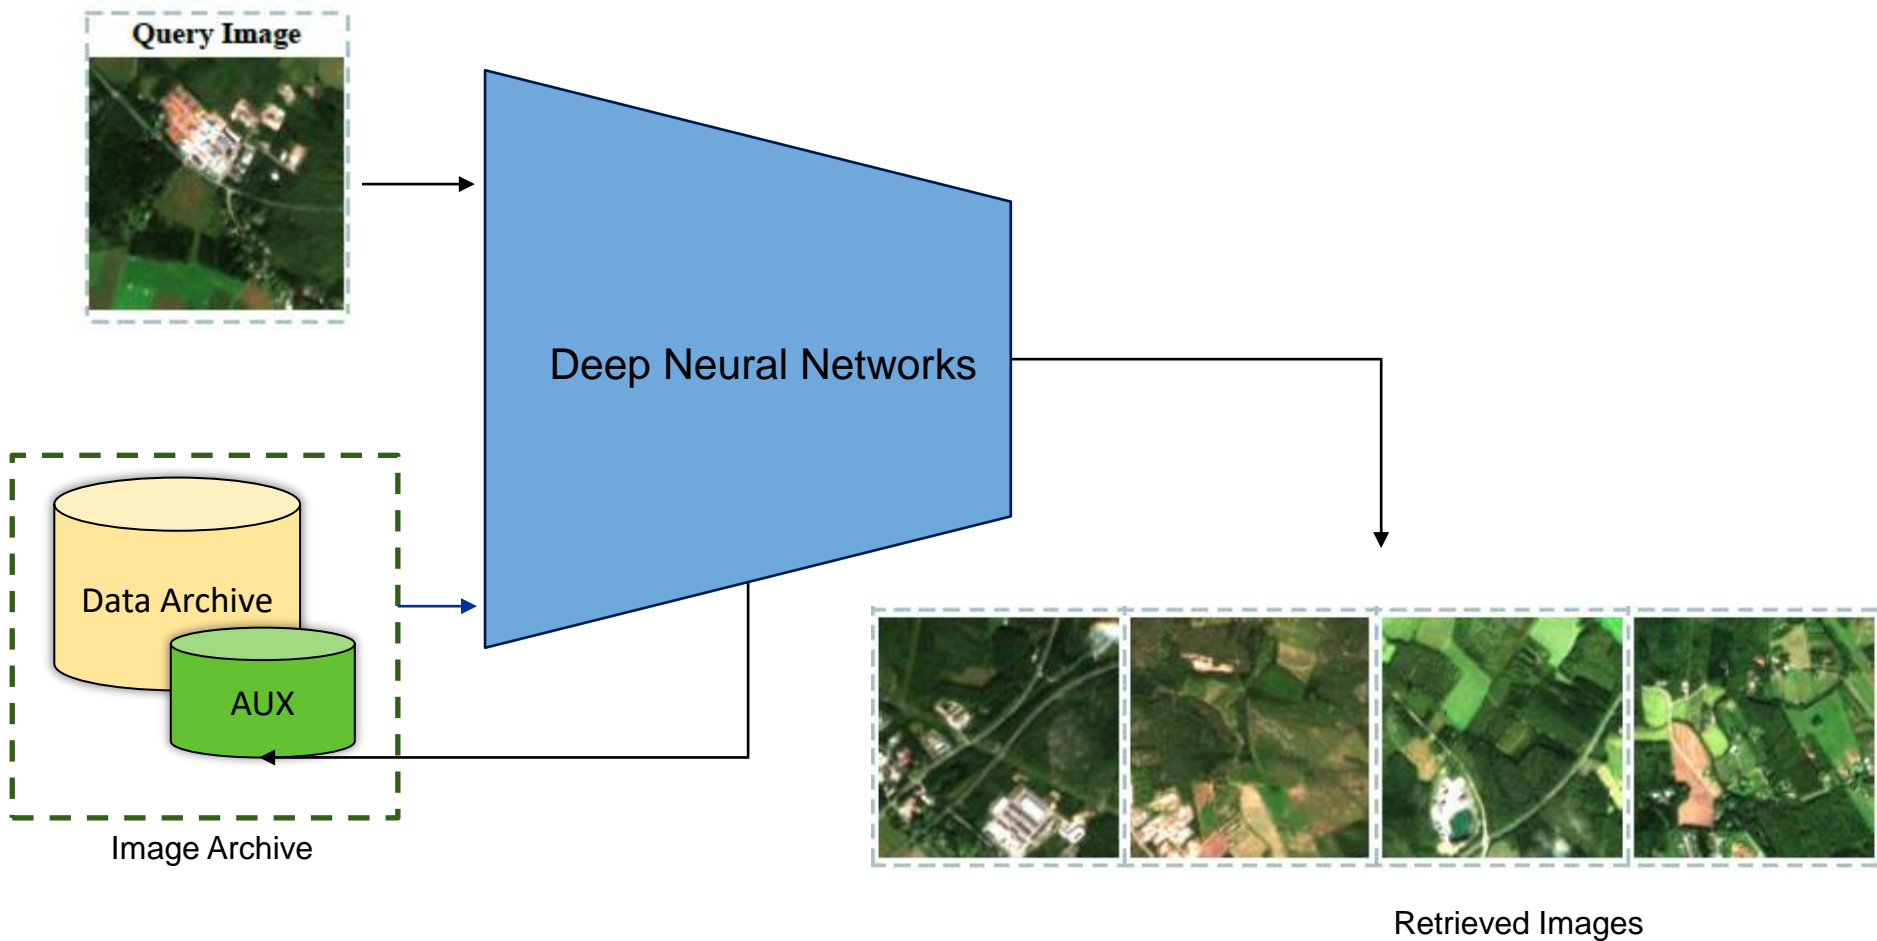 Query Image
Deep Neural Networks
Data Archive
AUX
Image Archive
Retrieved Images